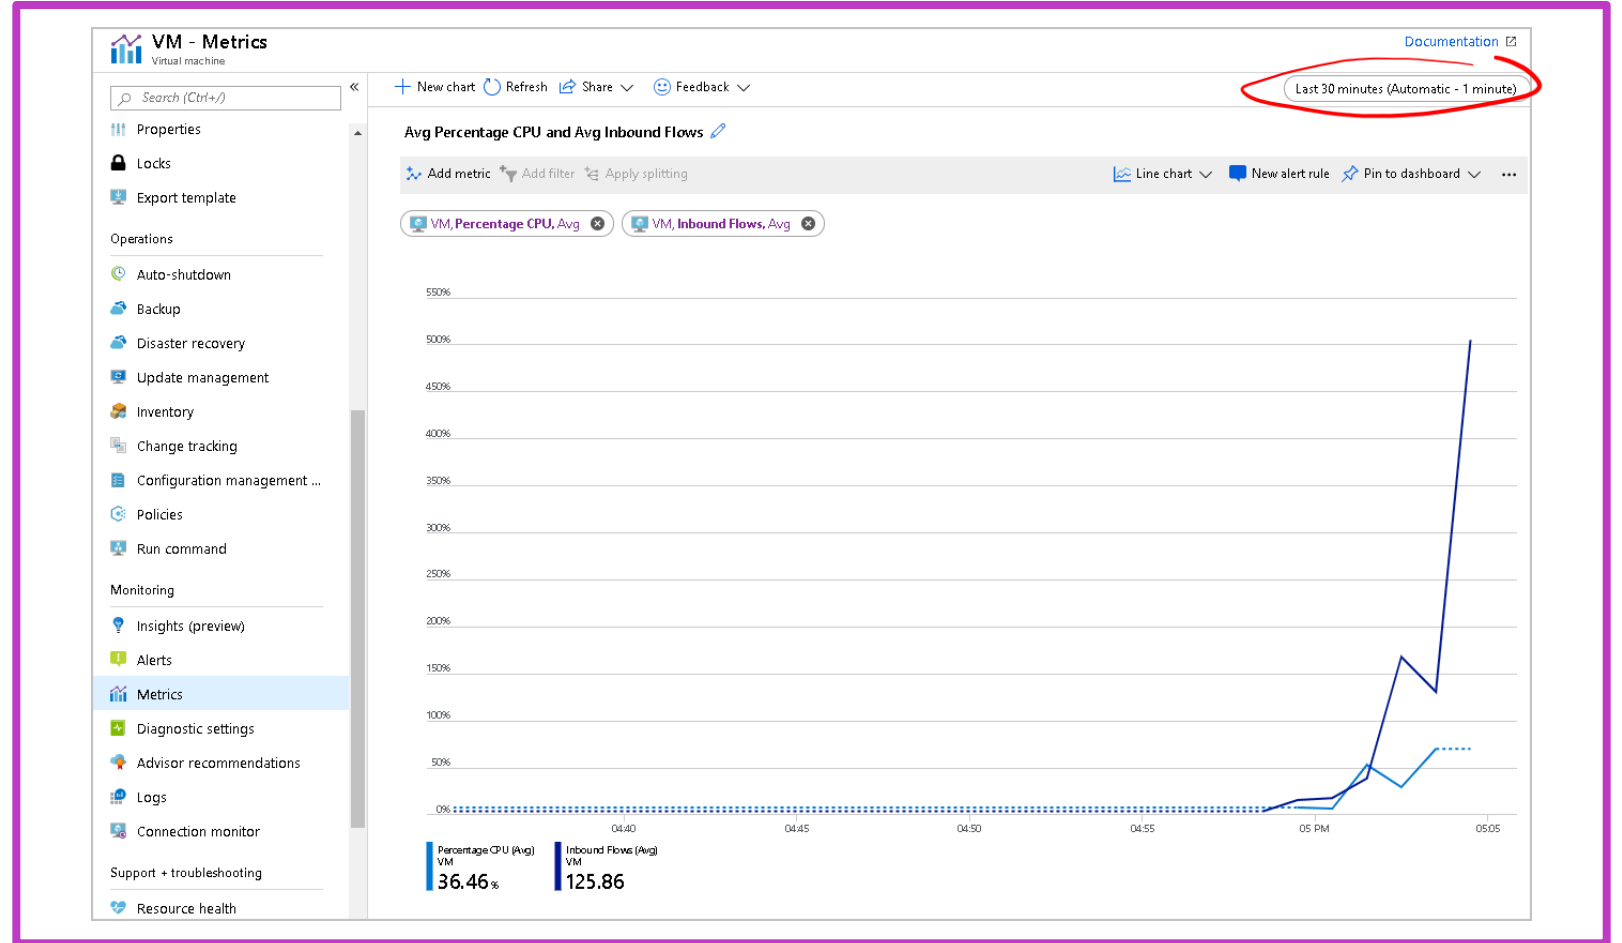 VM - Metrics
Virtual machine
Documentation
Search (Ctrl+/)
«
New chart Refresh Share Feedback
Last 30 minutes (Automatic - 1 minute)
Properties
Locks
Export template
Operations
Auto-shutdown
Backup
Disaster recovery
Update management
Inventory
Change tracking
Configuration management ...
Policies
Run command
Monitoring
Insights (preview)
Alerts
Metrics
Diagnostic settings
Advisor recommendations
Logs
Connection monitor
Support + troubleshooting
Resource health
Avg Percentage CPU and Avg Inbound Flows
Add metric Add filter Apply splitting
Line chart New alert rule Pin to dashboard ...
VM, Percentage CPU, Avg
VM, Inbound Flows, Avg
550%
500%
450%
400%
350%
300%
250%
200%
150%
100%
50%
0%
04:40 04:45 04:50 04:55 05 PM 05:05
Percentage CPU (Avg)
VM
36.46 %
Inbound Flows (Avg)
VM
125.86